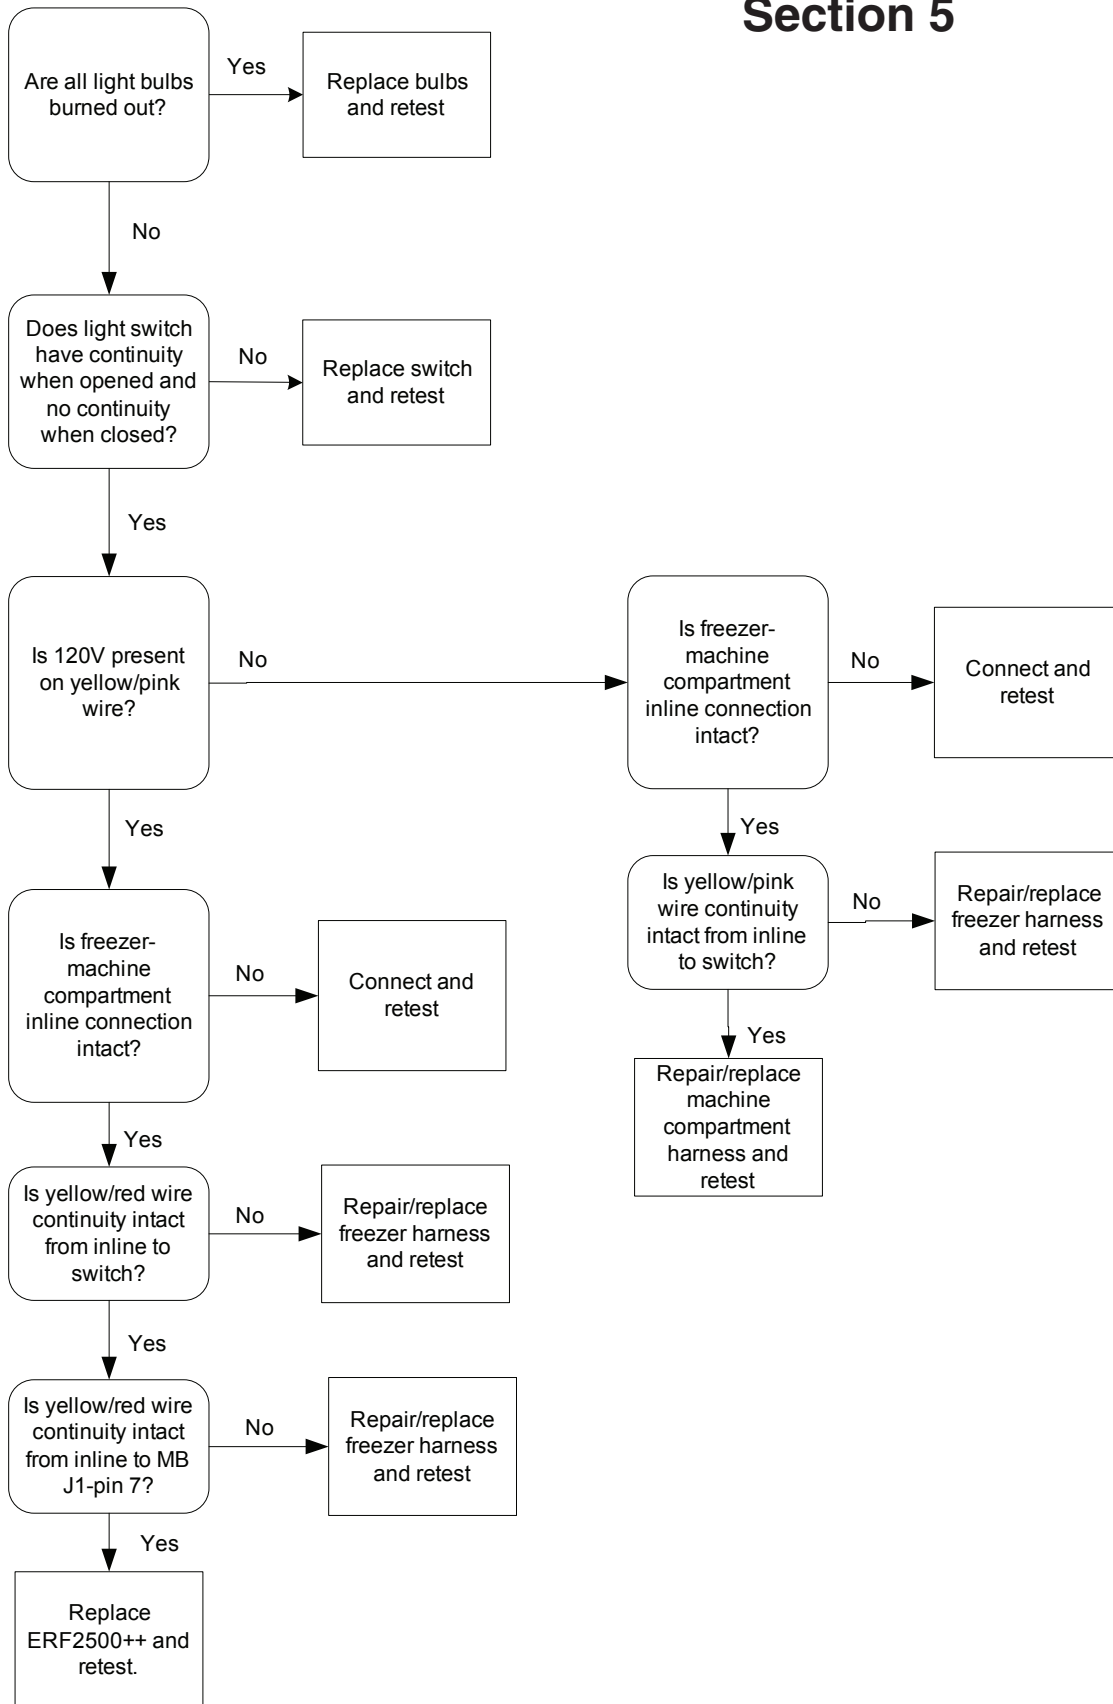 Section 5
Are all light bulbs
burned out?
Yes
Replace bulbs
and retest
No
Does light switch
have continuity
when opened and
no continuity
when closed?
No
Replace switch
and retest
Yes
Is 120V present
on yellow/pink
wire?
No
Is freezer-
machine
compartment
inline connection
intact?
No
Connect and
retest
Yes
Yes
Is yellow/pink
wire continuity
intact from inline
to switch?
No
Repair/replace
freezer harness
and retest
Yes
Repair/replace
machine
compartment
harness and
retest
Is freezer-
machine
compartment
inline connection
intact?
No
Connect and
retest
Yes
Is yellow/red wire
continuity intact
from inline to
switch?
No
Repair/replace
freezer harness
and retest
Yes
Is yellow/red wire
continuity intact
from inline to MB
J1-pin 7?
No
Repair/replace
freezer harness
and retest
Yes
Replace
ERF2500++ and
retest.